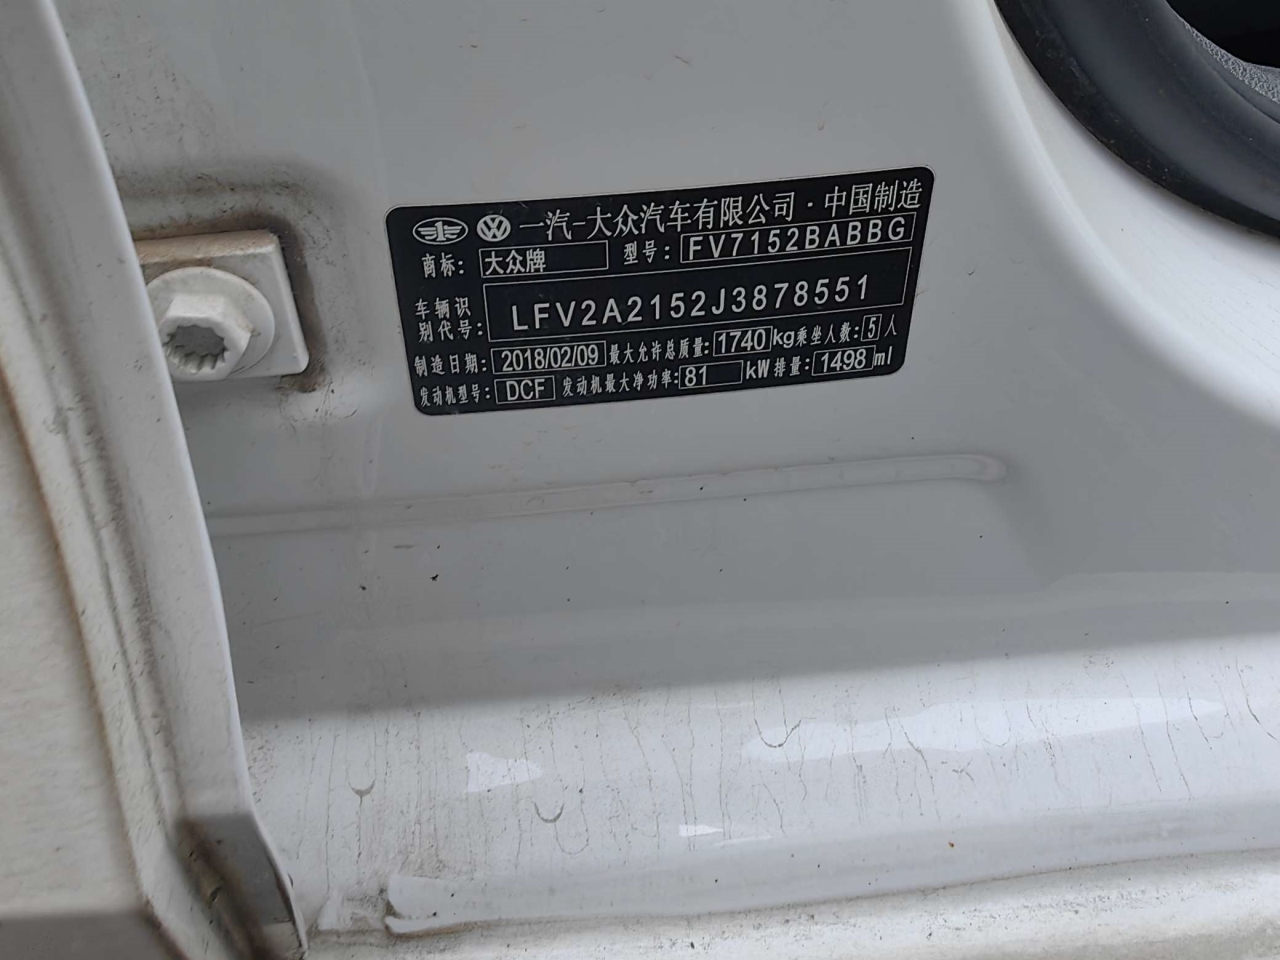 一汽-大众汽车有限公司·中国制造
商标: 大众牌 型号: FV7152BABBG
车辆识别代号: LFV2A2152J3878551
制造日期: 2018/02/09 最大允许总质量: 1740 kg 乘坐人数: 5 人
发动机型号: DCF 发动机最大净功率: 81 kW 排量: 1498 ml